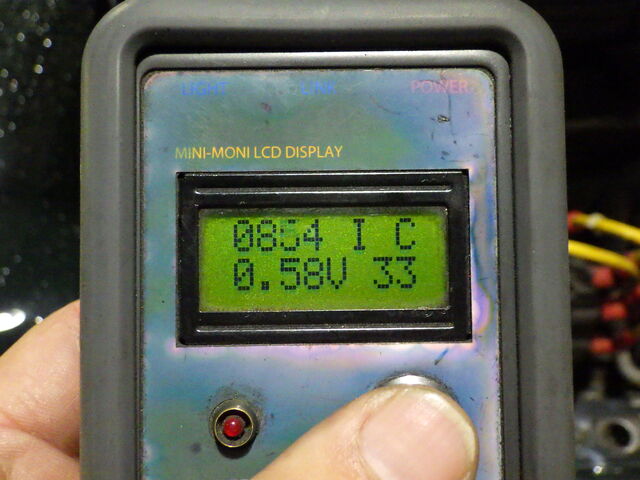 LIGHT LINK POWER
MINI-MONI LCD DISPLAY
0854 I C
0.58V 33